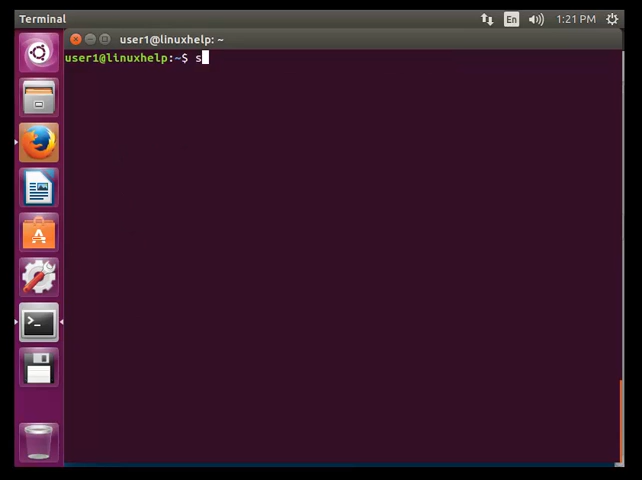 Terminal
En
1:21 PM
user1@linuxhelp: ~
user1@linuxhelp:~$ s